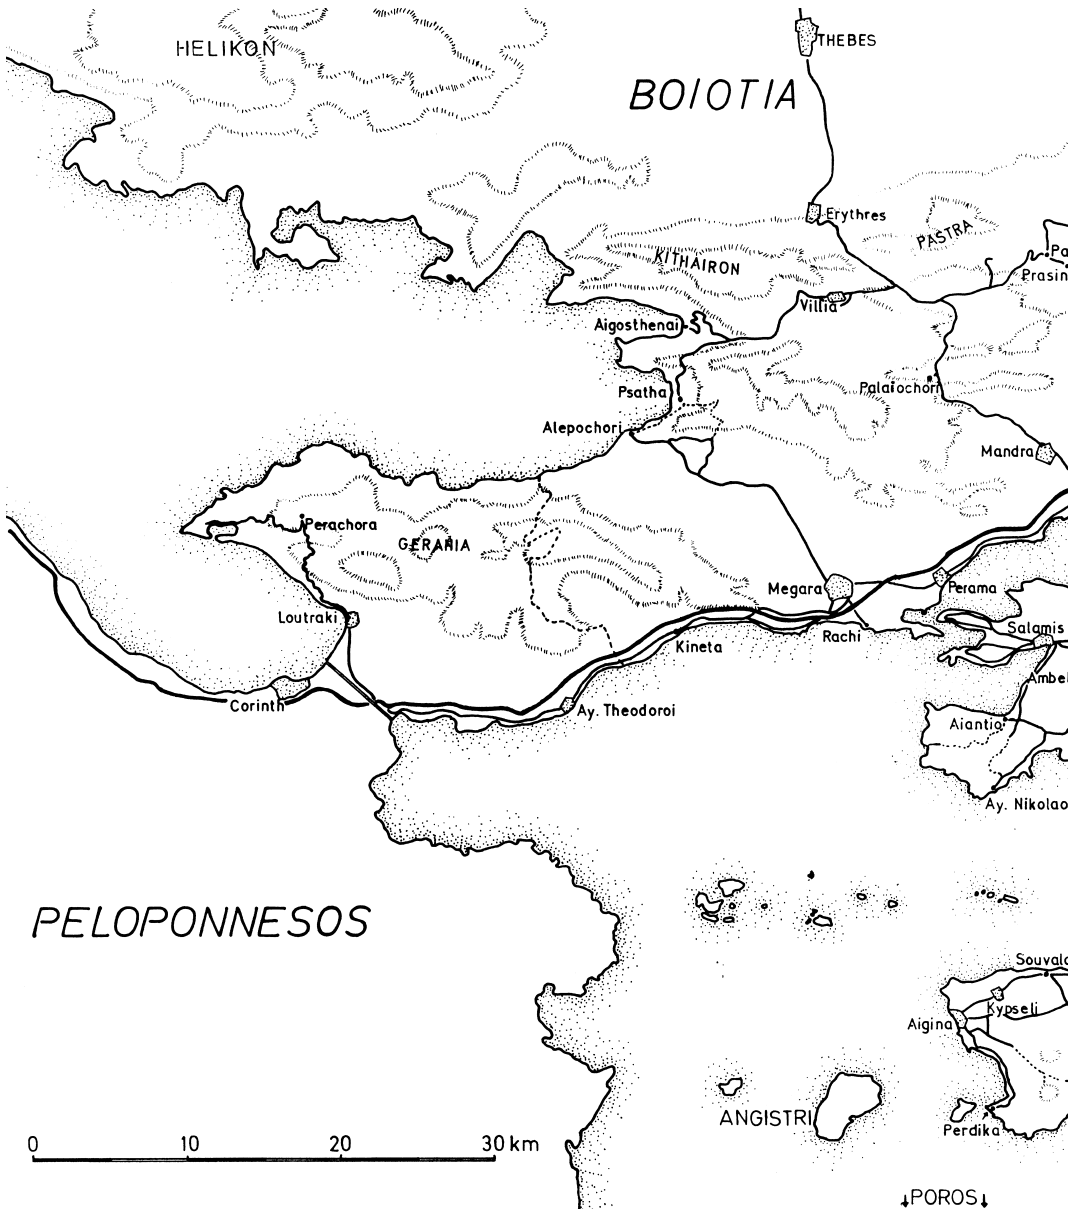 HELIKON
THEBES
BOIOTIA
Erythres
PASTRA
Pa
KITHAIRON
Prasin
Villia
Aigosthenai
Psatha
Palaiochori
Alepochori
Mandra
Perachora
GERANIA
Megara
Perama
Loutraki
Salamis
Rachi
Kineta
Ambel
Corinth
Ay. Theodoroi
Aiantio
Ay. Nikolao
PELOPONNESOS
Souvala
Kypseli
Aigina
ANGISTRI
Perdika
0 10 20 30 km
↓POROS↓